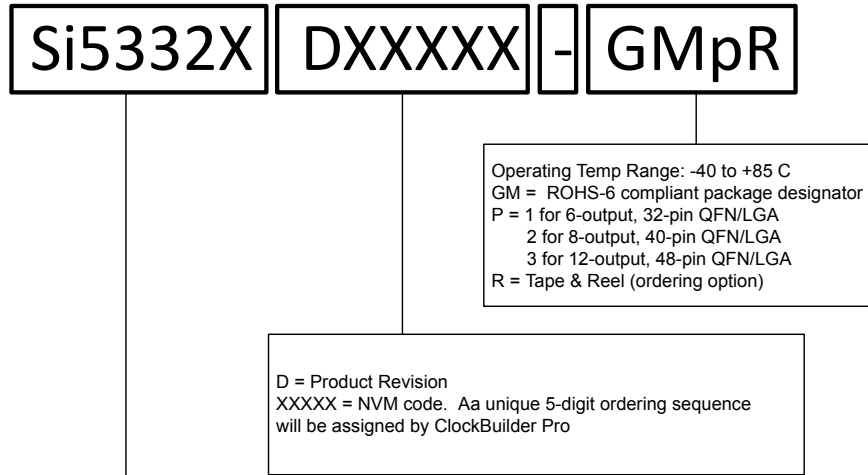 Si5332X DXXXXX - GMpR
Operating Temp Range: -40 to +85 C
GM = ROHS-6 compliant package designator
P = 1 for 6-output, 32-pin QFN/LGA
2 for 8-output, 40-pin QFN/LGA
3 for 12-output, 48-pin QFN/LGA
R = Tape & Reel (ordering option)
D = Product Revision
XXXXX = NVM code. Aa unique 5-digit ordering sequence
will be assigned by ClockBuilder Pro